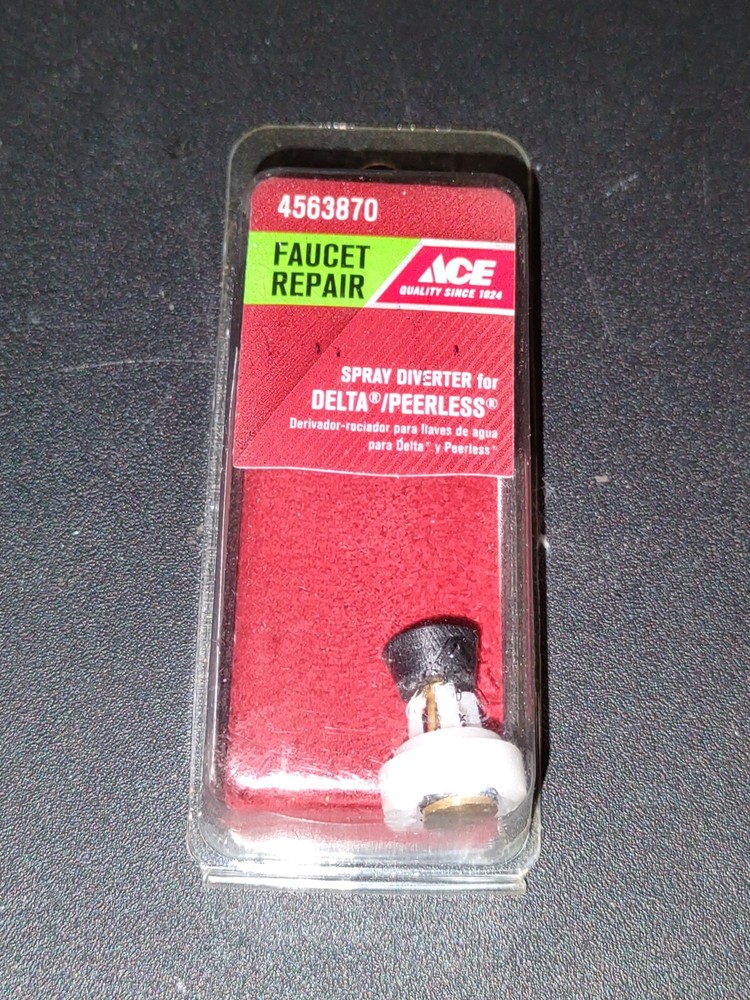 4563870
FAUCET
REPAIR
ACE
QUALITY SINCE 1924
SPRAY DIVERTER for
DELTA®/PEERLESS®
Derivador-rociador para llaves de agua
para Delta® y Peerless®